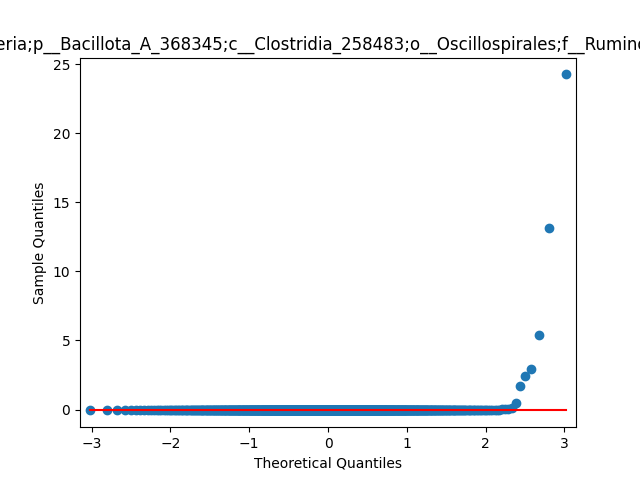 eria;p__Bacillota_A_368345;c__Clostridia_258483;o__Oscillospirales;f__Rumino
25
20
15
10
5
0
Sample Quantiles
−3 −2 −1 0 1 2 3
Theoretical Quantiles